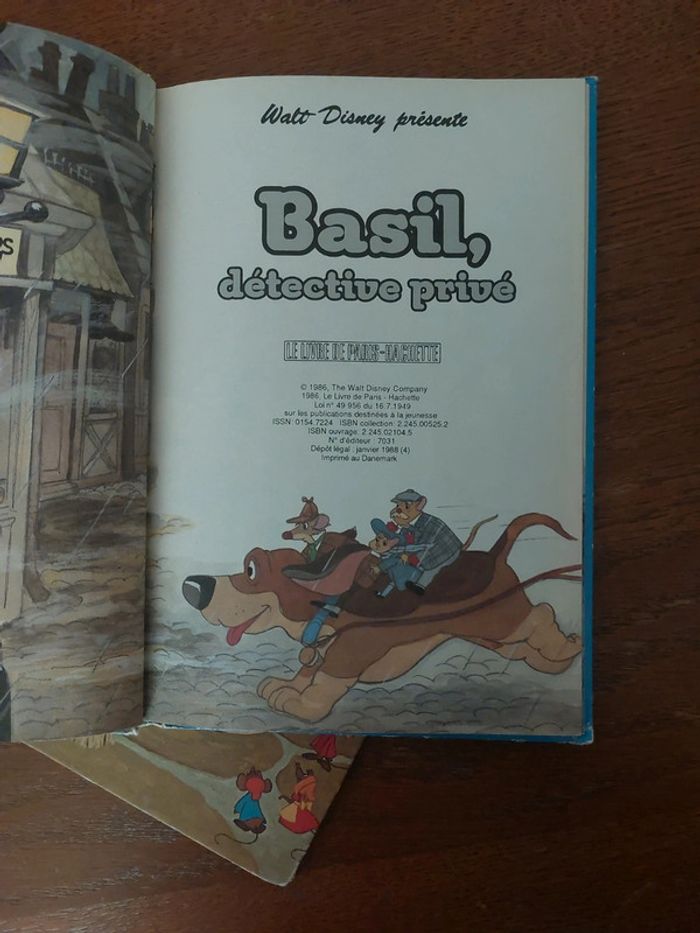 Walt Disney présente
Basil,
détective privé
LE LIVRE DE PARIS-HACHETTE
© 1986, The Walt Disney Company
1986, Le Livre de Paris - Hachette
Loi n° 49 956 du 16.7.1949
sur les publications destinées à la jeunesse
ISSN: 0154.7224 ISBN collection: 2.245.00525.2
ISBN ouvrage: 2.245.02104.5
N° d'éditeur : 7031
Dépôt légal : janvier 1988 (4)
Imprimé au Danemark